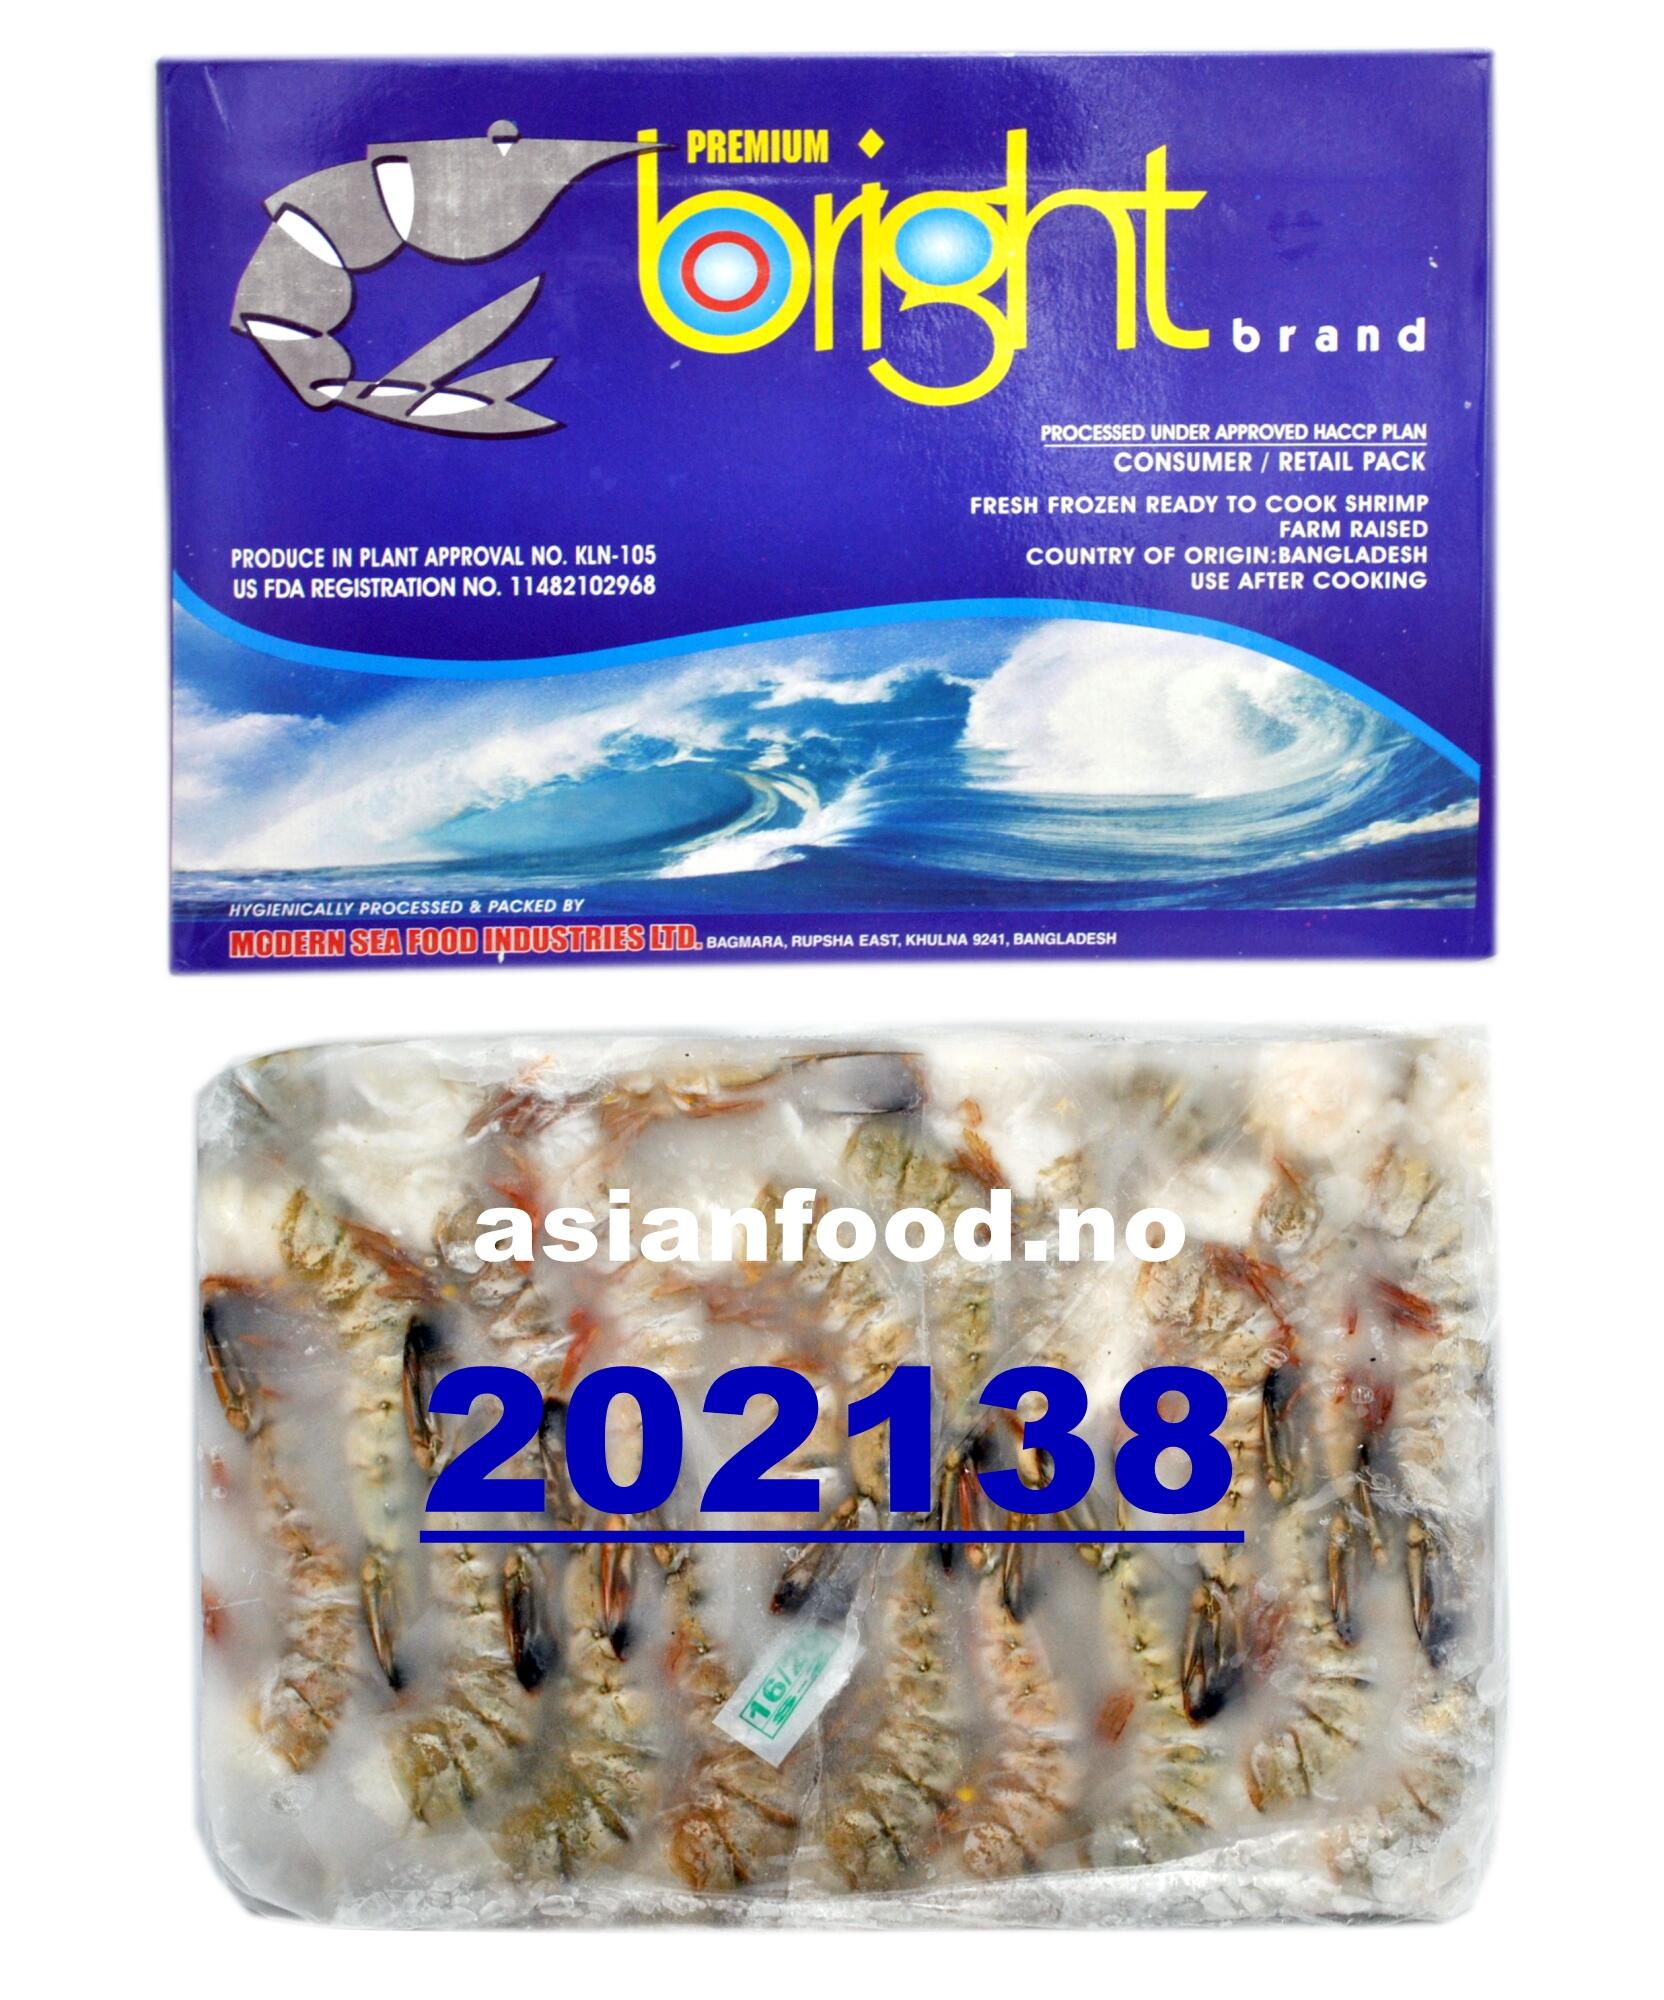 PREMIUM
bright
brand
PROCESSED UNDER APPROVED HACCP PLAN
CONSUMER / RETAIL PACK
FRESH FROZEN READY TO COOK SHRIMP
FARM RAISED
COUNTRY OF ORIGIN:BANGLADESH
USE AFTER COOKING
PRODUCE IN PLANT APPROVAL NO. KLN-105
US FDA REGISTRATION NO. 11482102968
HYGIENICALLY PROCESSED & PACKED BY
MODERN SEA FOOD INDUSTRIES LTD. BAGMARA, RUPSHA EAST, KHULNA 9241, BANGLADESH
asianfood.no
202138